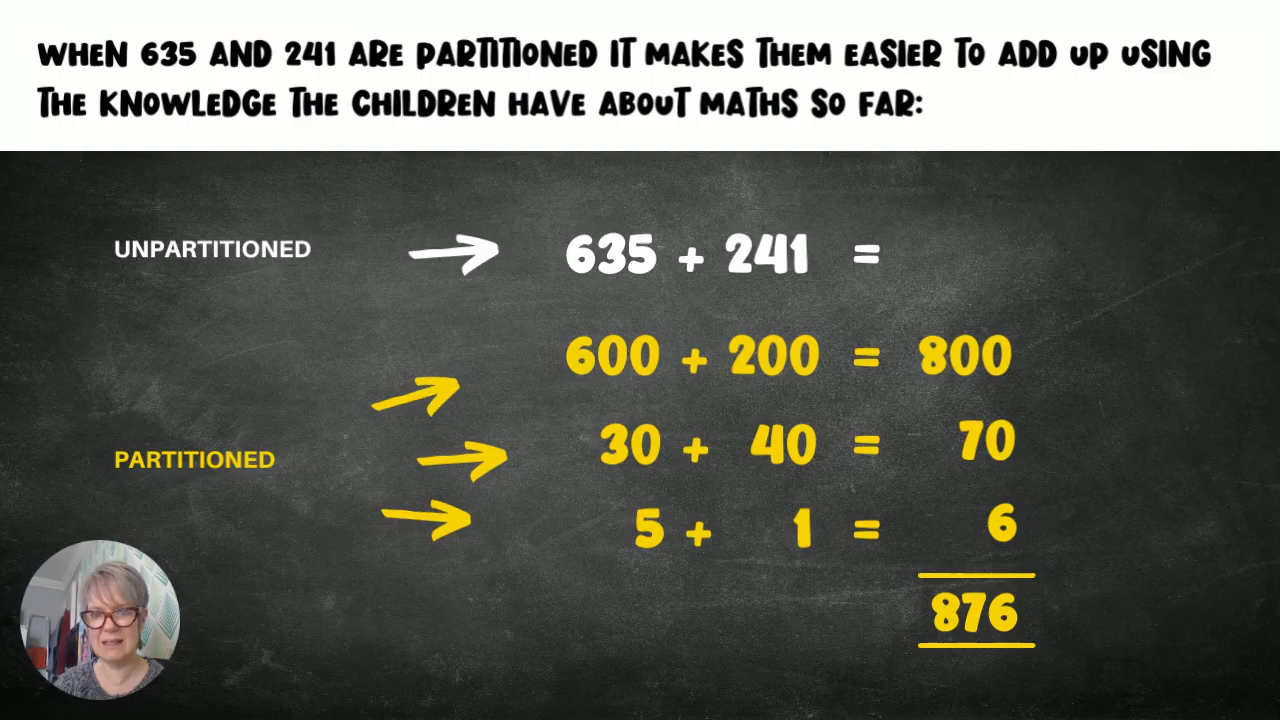 WHEN 635 AND 241 ARE PARTITIONED IT MAKES THEM EASIER TO ADD UP USING
THE KNOWLEDGE THE CHILDREN HAVE ABOUT MATHS SO FAR:
UNPARTITIONED
635 + 241 =
600 + 200 = 800
30 + 40 = 70
PARTITIONED
5 + 1 = 6
876